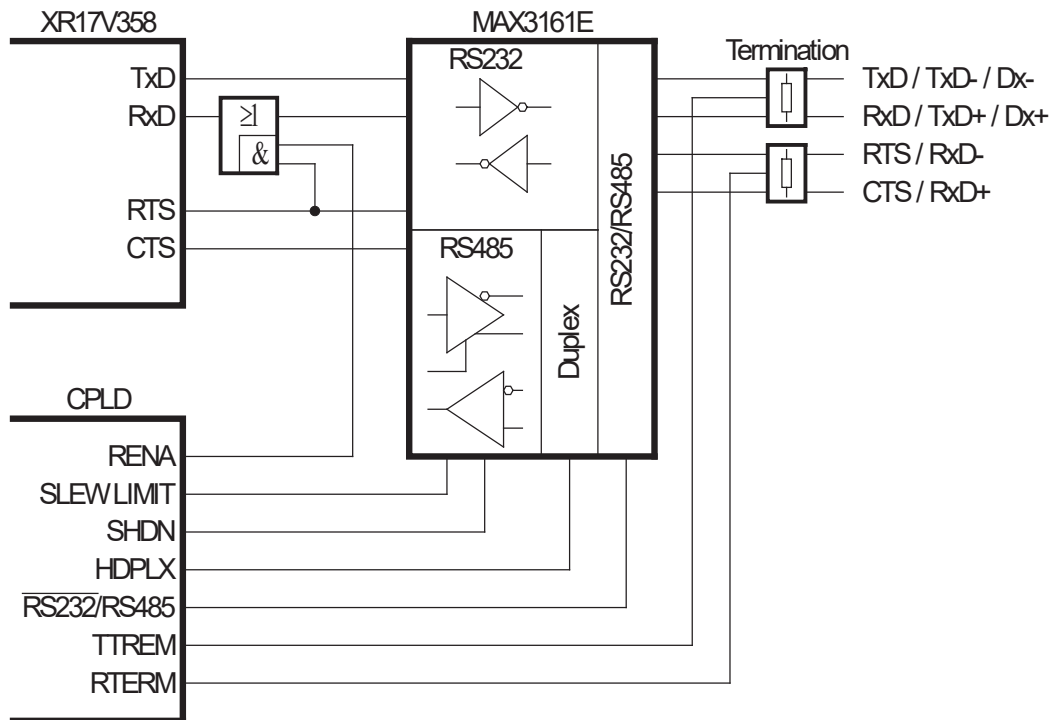 XR17V358
MAX3161E
TxD
RxD
RTS
CTS
≥1
&
RS232
RS485
Duplex
RS232/RS485
Termination
TxD / TxD- / Dx-
RxD / TxD+ / Dx+
RTS / RxD-
CTS / RxD+
CPLD
RENA
SLEW LIMIT
SHDN
HDPLX
RS232/RS485
TTREM
RTERM